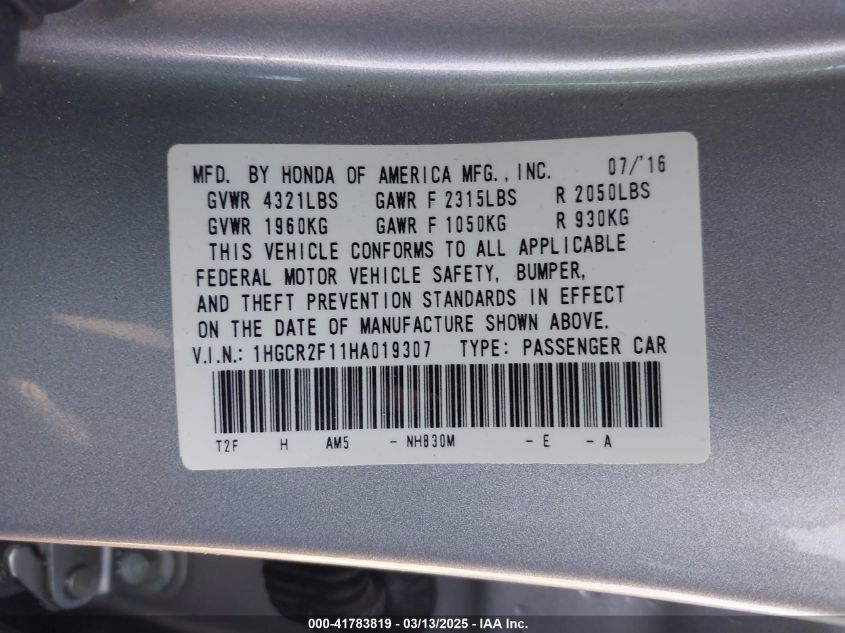 MFD. BY HONDA OF AMERICA MFG., INC. 07/'16
GVWR 4321LBS GAWR F 2315LBS R 2050LBS
GVWR 1960KG GAWR F 1050KG R 930KG
THIS VEHICLE CONFORMS TO ALL APPLICABLE
FEDERAL MOTOR VEHICLE SAFETY, BUMPER,
AND THEFT PREVENTION STANDARDS IN EFFECT
ON THE DATE OF MANUFACTURE SHOWN ABOVE.
V.I.N.: 1HGCR2F11HA019307 TYPE: PASSENGER CAR
T2F H AM5 - NH830M - E - A
000-41783819 / 03/13/2025 - IAA Inc.